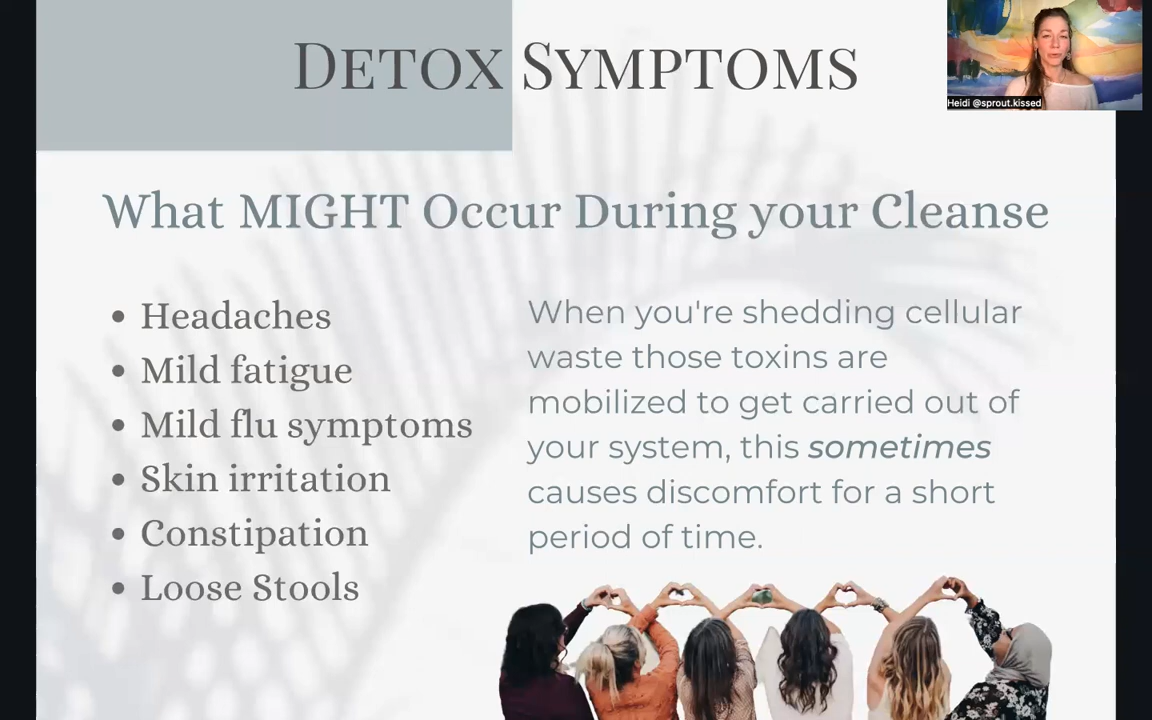 Detox Symptoms
Heidi @sprout.kissed
What MIGHT Occur During your Cleanse
• Headaches
• Mild fatigue
• Mild flu symptoms
• Skin irritation
• Constipation
• Loose Stools
When you're shedding cellular
waste those toxins are
mobilized to get carried out of
your system, this sometimes
causes discomfort for a short
period of time.